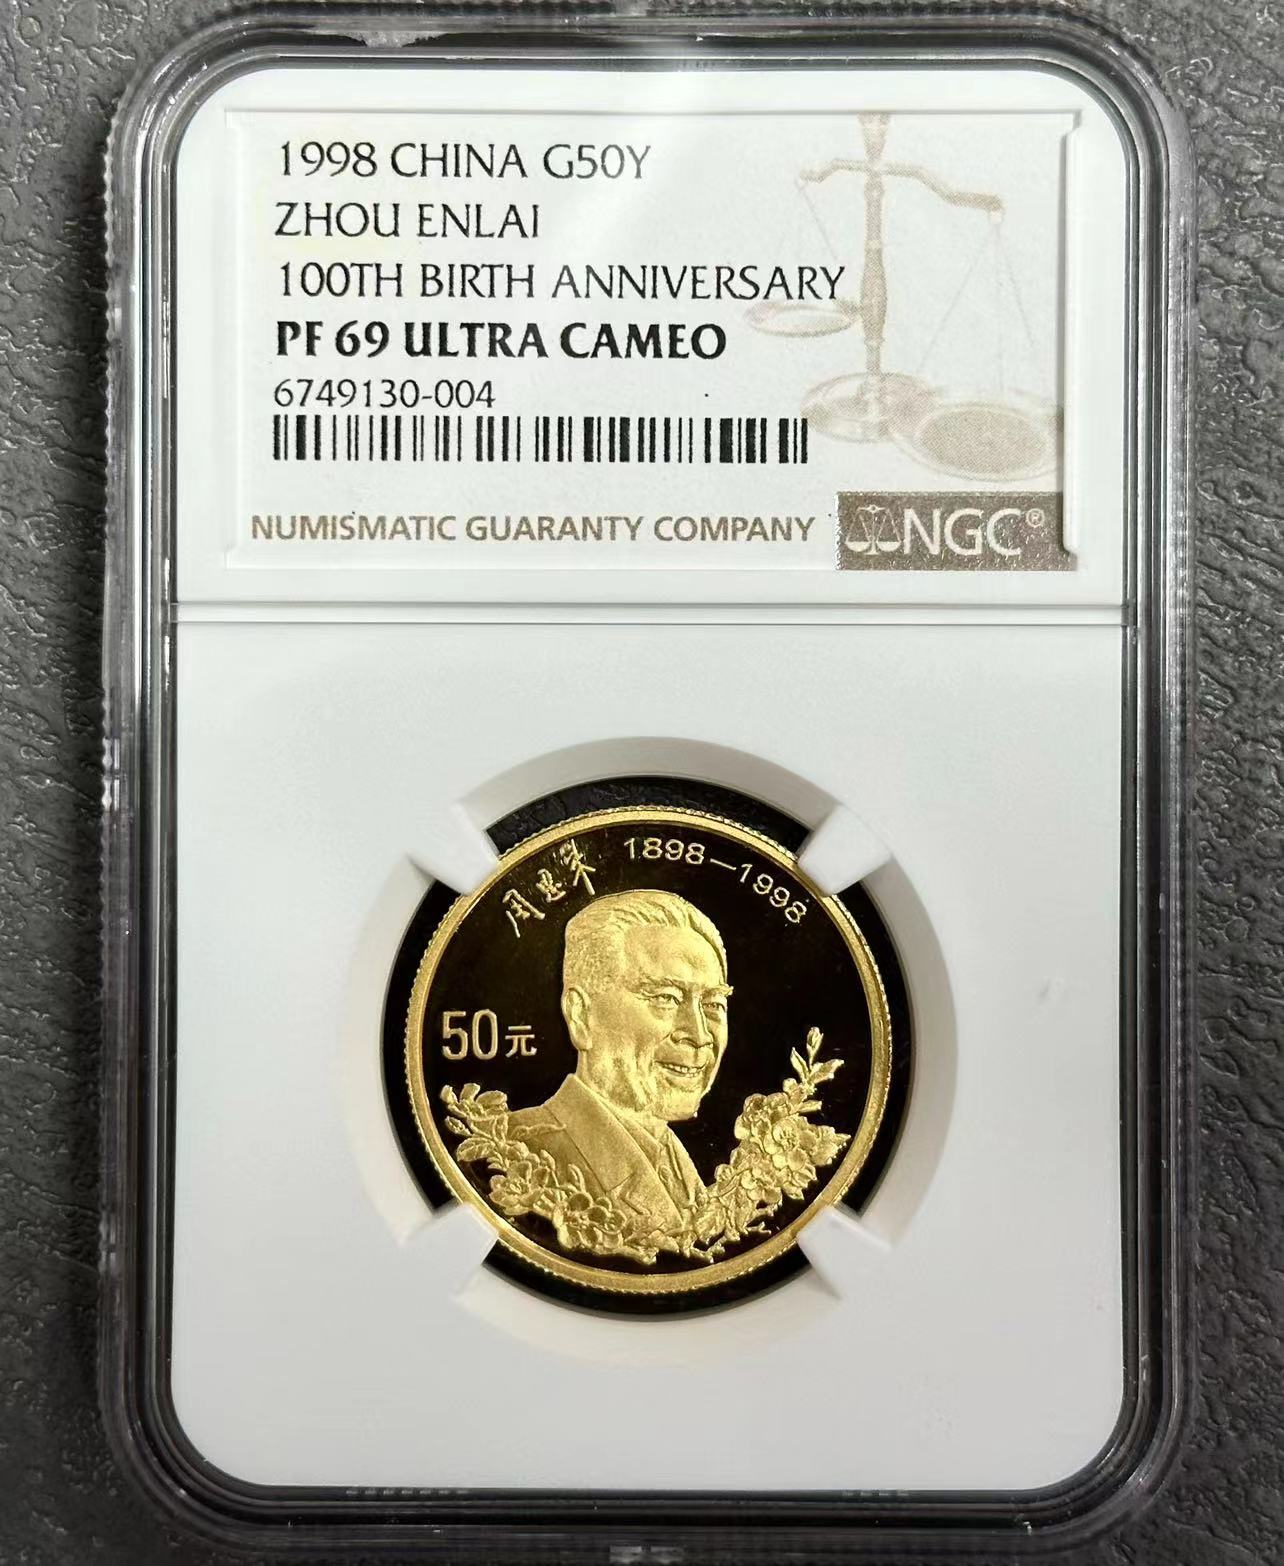 1998 CHINA G50Y
ZHOU ENLAI
100TH BIRTH ANNIVERSARY
PF 69 ULTRA CAMEO
6749130-004
NUMISMATIC GUARANTY COMPANY
NGC®
周恩来
1898—1998
50元